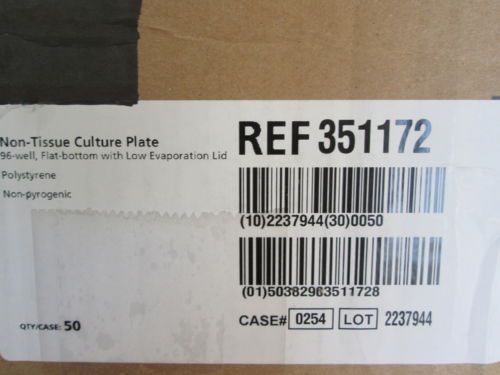 Non-Tissue Culture Plate
96-well, Flat-bottom with Low Evaporation Lid
Polystyrene
Non-pyrogenic
QTY/CASE: 50
REF 351172
(10)2237944(30)0050
(01)50382963511728
CASE# 0254 LOT 2237944